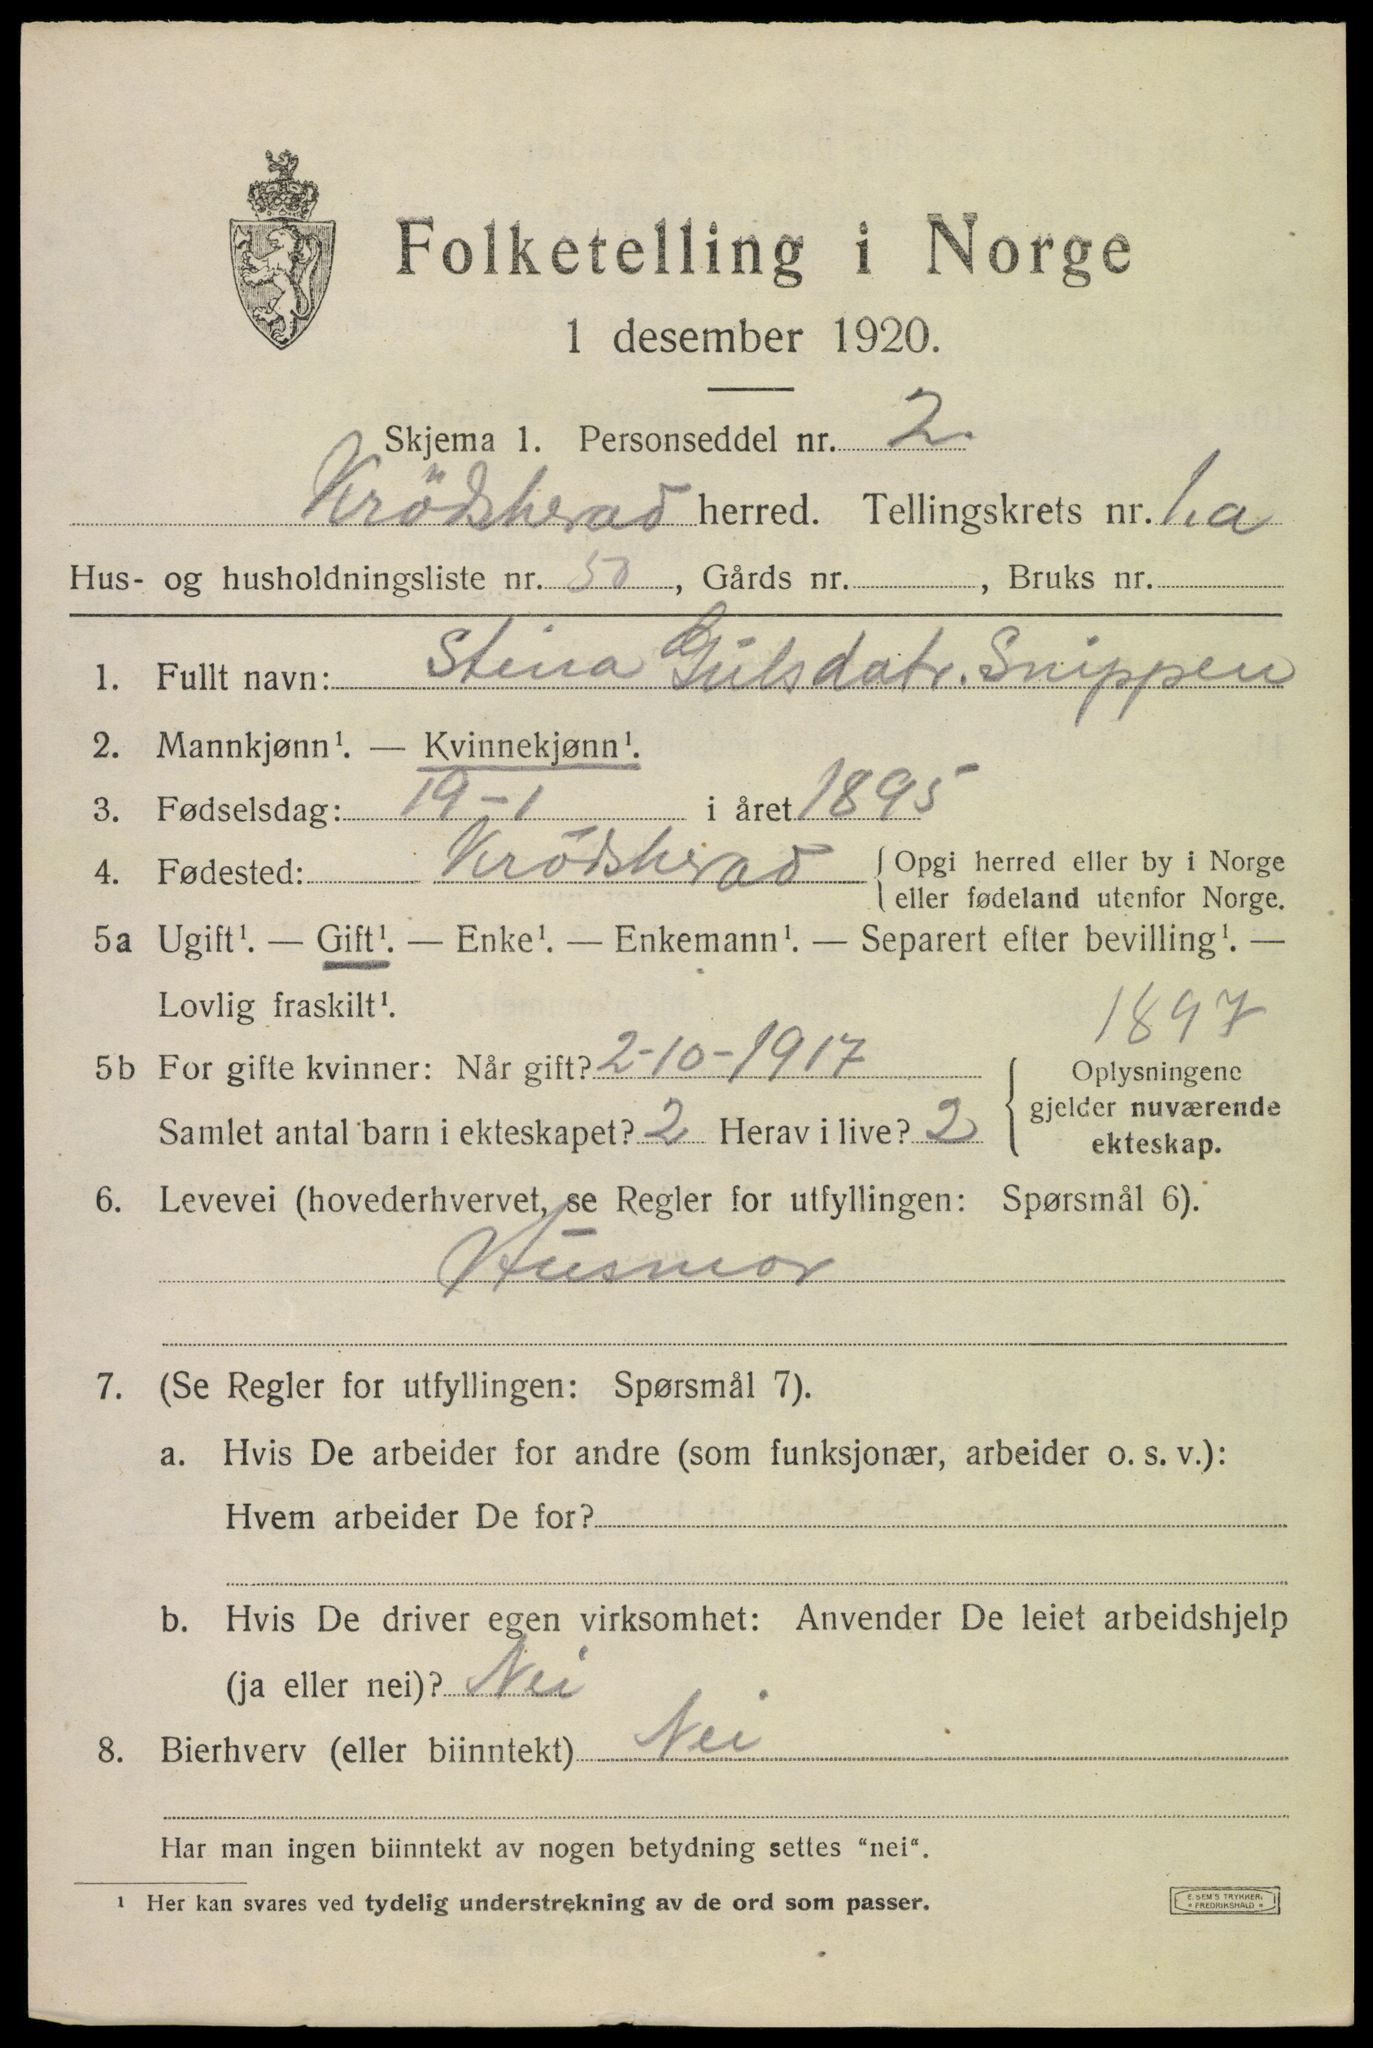 Folketelling i Norge
1 desember 1920.
Skjema 1. Personseddel nr. 2
Krödsherad herred. Tellingskrets nr. 1.a
Hus- og husholdningsliste nr. 50, Gårds nr. , Bruks nr.
1. Fullt navn: Stina Gulsdatr. Snippen
2. Mannkjønn¹. — Kvinnekjønn¹.
3. Fødselsdag: 19-1 i året 1895
4. Fødested: Krödsherad { Opgi herred eller by i Norge
eller fødeland utenfor Norge.
5a Ugift¹. — Gift¹. — Enke¹. — Enkemann¹. — Separert efter bevilling¹. —
Lovlig fraskilt¹.
1897
5b For gifte kvinner: Når gift? 2-10-1917
Samlet antal barn i ekteskapet? 2 Herav i live? 2
Oplysningene
gjelder nuværende
ekteskap.
6. Levevei (hovederhvervet, se Regler for utfyllingen: Spørsmål 6).
Husmor
7. (Se Regler for utfyllingen: Spørsmål 7).
a. Hvis De arbeider for andre (som funksjonær, arbeider o. s. v.):
Hvem arbeider De for?
b. Hvis De driver egen virksomhet: Anvender De leiet arbeidshjelp
(ja eller nei)? Nei
8. Bierhverv (eller biinntekt) Nei
Har man ingen biinntekt av nogen betydning settes "nei".
¹ Her kan svares ved tydelig understrekning av de ord som passer.
E. SEM'S TRYKKERI
* FREDRIKSHALD *